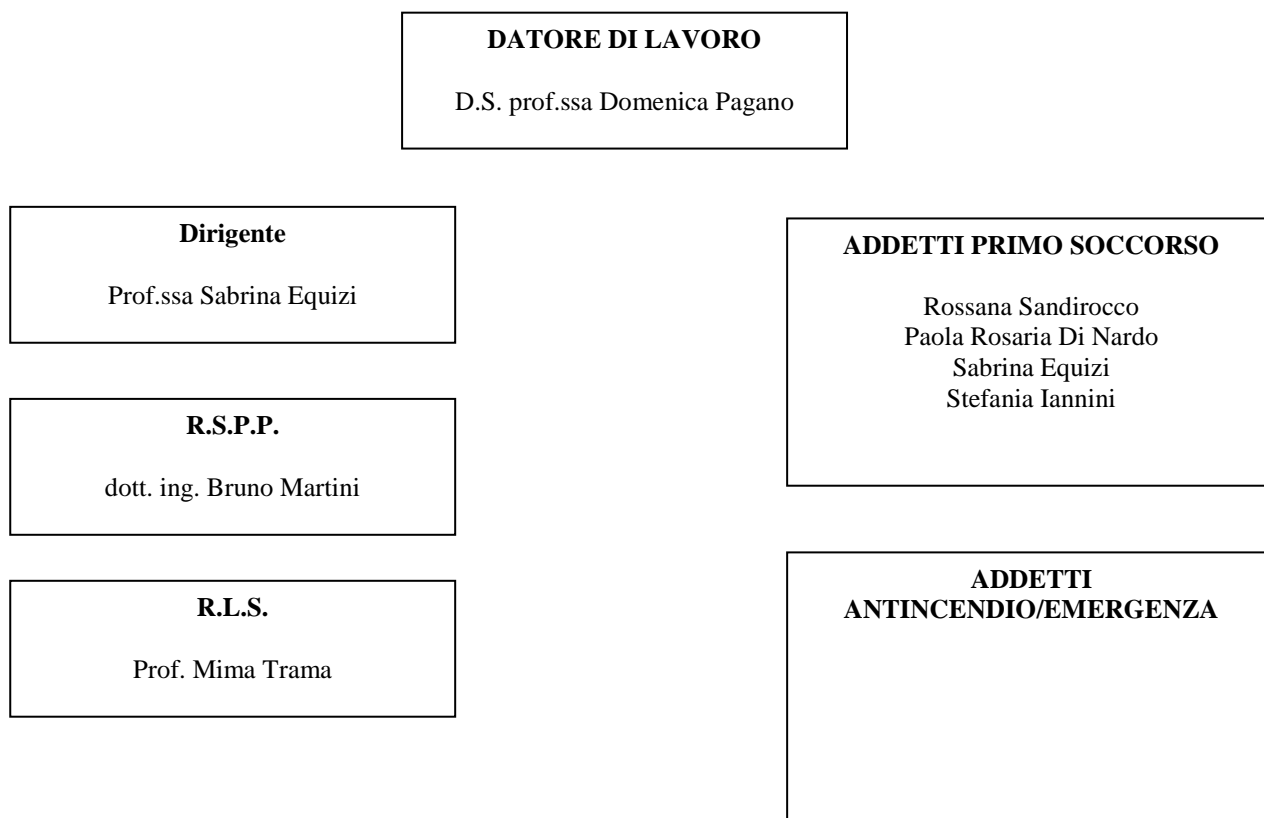 DATORE DI LAVORO
D.S. prof.ssa Domenica Pagano
Dirigente
Prof.ssa Sabrina Equizi
R.S.P.P.
dott. ing. Bruno Martini
R.L.S.
Prof. Mima Trama
ADDETTI PRIMO SOCCORSO
Rossana Sandirocco
Paola Rosaria Di Nardo
Sabrina Equizi
Stefania Iannini
ADDETTI
ANTINCENDIO/EMERGENZA